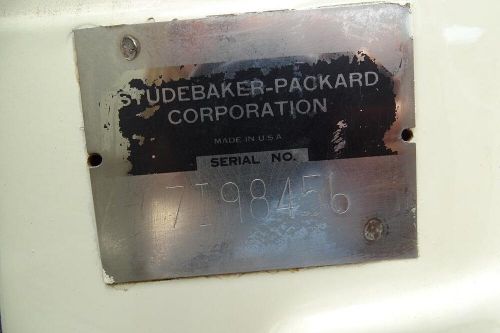 STUDEBAKER-PACKARD
CORPORATION
MADE IN U.S.A
SERIAL NO.
7I98456